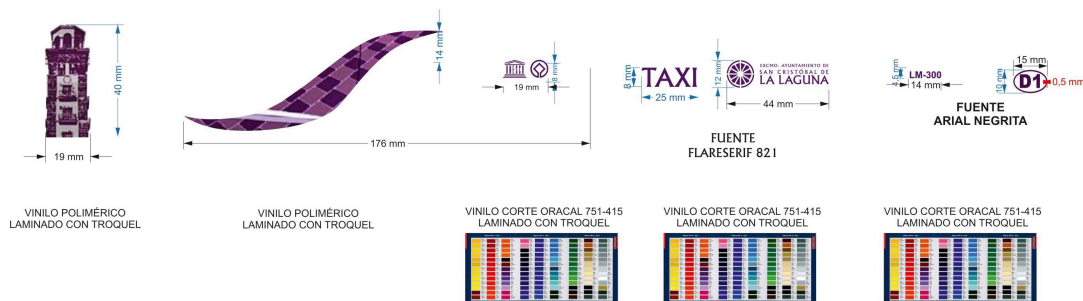 40 mm
19 mm
VINILO POLIMÉRICO
LAMINADO CON TROQUEL
14 mm
176 mm
VINILO POLIMÉRICO
LAMINADO CON TROQUEL
8 mm
19 mm
VINILO CORTE ORACAL 751-415
LAMINADO CON TROQUEL
8 mm
TAXI
25 mm
12 mm
EXCMO. AYUNTAMIENTO DE
SAN CRISTÓBAL DE
LA LAGUNA
44 mm
FUENTE
FLARESERIF 821
VINILO CORTE ORACAL 751-415
LAMINADO CON TROQUEL
4,5 mm
LM-300
14 mm
15 mm
10 mm
D1
0,5 mm
FUENTE
ARIAL NEGRITA
VINILO CORTE ORACAL 751-415
LAMINADO CON TROQUEL